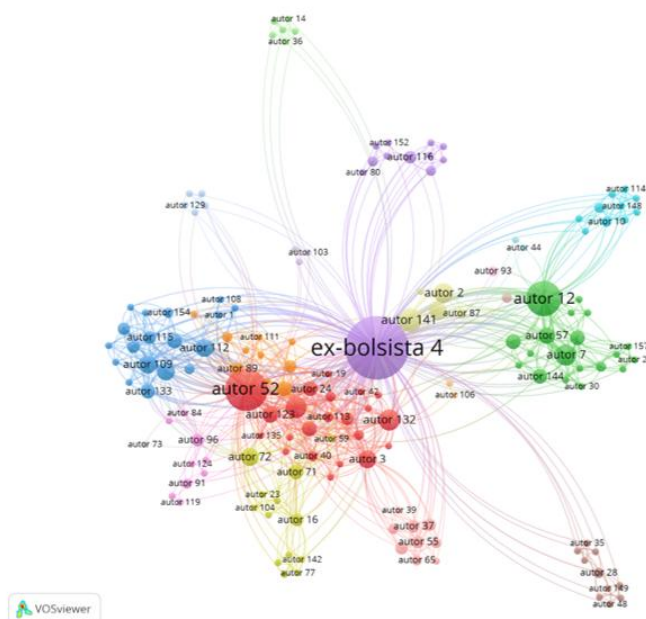 autor 14
autor 36
autor 152
autor 116
autor 80
autor 114
autor 129
autor 148
autor 10
autor 44
autor 103
autor 93
autor 2
autor 12
autor 108
autor 154
autor 1
autor 141
autor 87
autor 111
autor 115
autor 112
ex-bolsista 4
autor 57
autor 157
autor 109
autor 89
autor 19
autor 7
autor 2
autor 133
autor 52
autor 24
autor 42
autor 144
autor 30
autor 106
autor 84
autor 123
autor 113
autor 132
autor 73
autor 96
autor 135
autor 59
autor 124
autor 72
autor 40
autor 3
autor 91
autor 71
autor 119
autor 23
autor 104
autor 16
autor 39
autor 37
autor 55
autor 65
autor 142
autor 77
autor 35
autor 28
autor 149
autor 48
VOSviewer